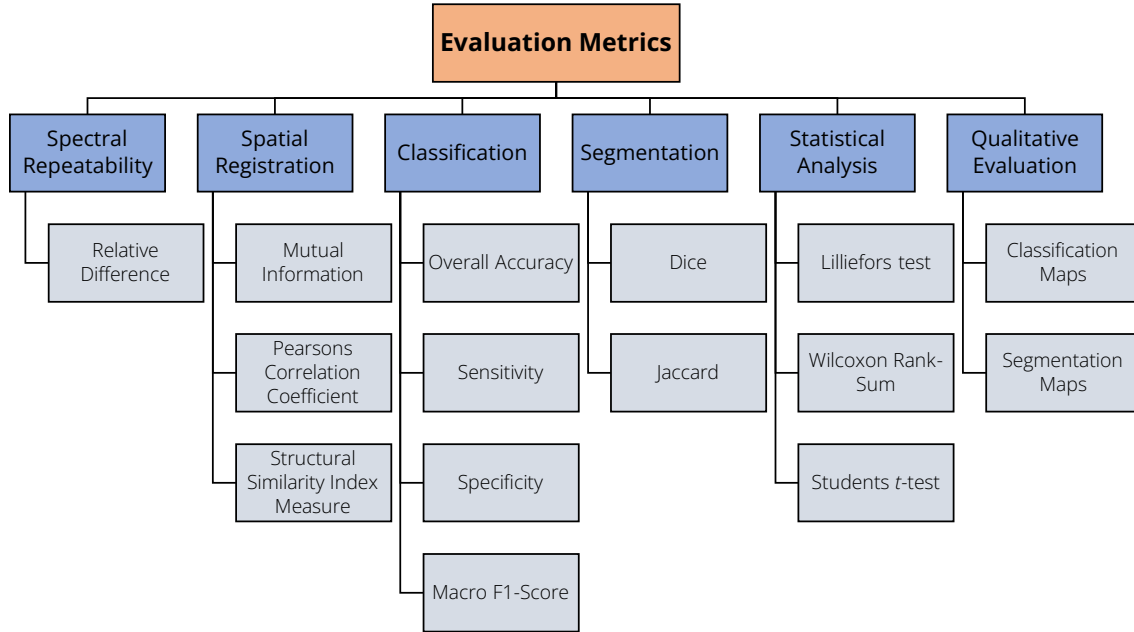 Evaluation Metrics
Spectral
Repeatability
Spatial
Registration
Classification
Segmentation
Statistical
Analysis
Qualitative
Evaluation
Relative
Difference
Mutual
Information
Pearsons
Correlation
Coefficient
Structural
Similarity Index
Measure
Overall Accuracy
Sensitivity
Specificity
Macro F1-Score
Dice
Jaccard
Lilliefors test
Wilcoxon Rank-
Sum
Students t-test
Classification
Maps
Segmentation
Maps